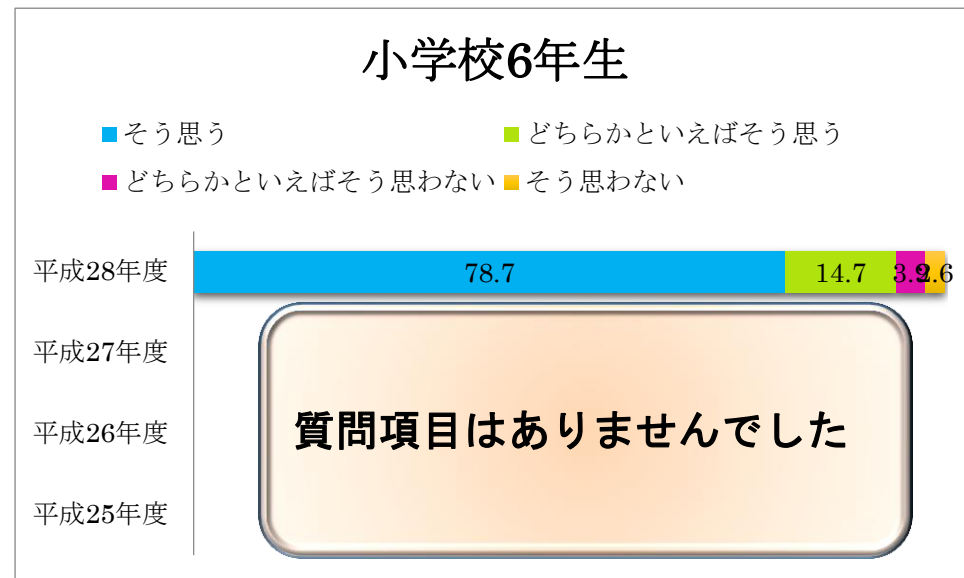 小学校6年生
そう思う
どちらかといえばそう思う
どちらかといえばそう思わない
そう思わない
平成28年度
78.7
14.7
3.9
2.6
平成27年度
平成26年度
平成25年度
質問項目はありませんでした